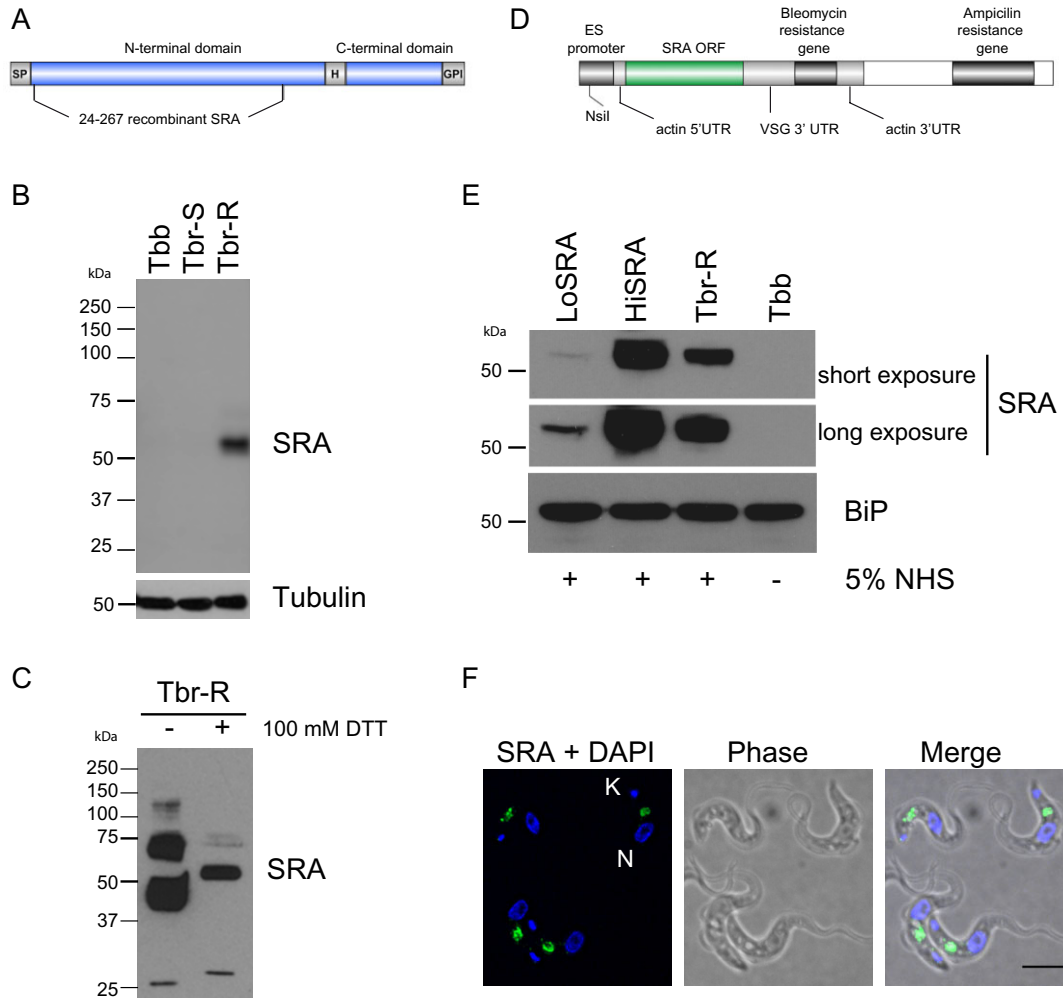 A
N-terminal domain
C-terminal domain
SP
H
GPI
24-267 recombinant SRA
B
Tbb
Tbr-S
Tbr-R
kDa
250
150
100
75
50
37
25
SRA
50
Tubulin
C
Tbr-R
- + 100 mM DTT
kDa
250
150
100
75
50
37
25
SRA
D
ES promoter
SRA ORF
Bleomycin resistance gene
Ampicilin resistance gene
NsiI
actin 5'UTR
VSG 3' UTR
actin 3'UTR
E
LoSRA
HiSRA
Tbr-R
Tbb
kDa
50
short exposure
50
long exposure
SRA
50
BiP
+ + + - 5% NHS
F
SRA + DAPI
Phase
Merge
K
N